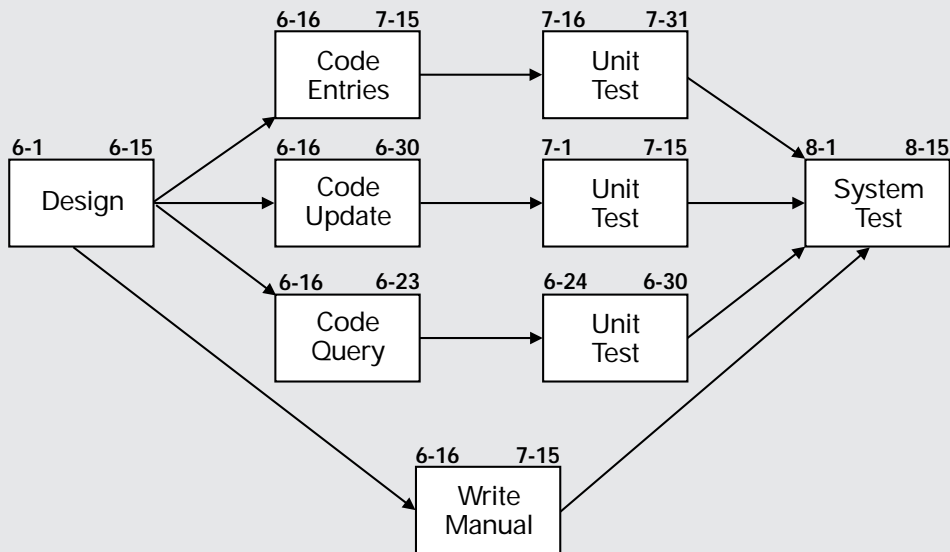 6-16 7-15
Code
Entries
7-16 7-31
Unit
Test
6-1 6-15
Design
6-16 6-30
Code
Update
7-1 7-15
Unit
Test
8-1 8-15
System
Test
6-16 6-23
Code
Query
6-24 6-30
Unit
Test
6-16 7-15
Write
Manual